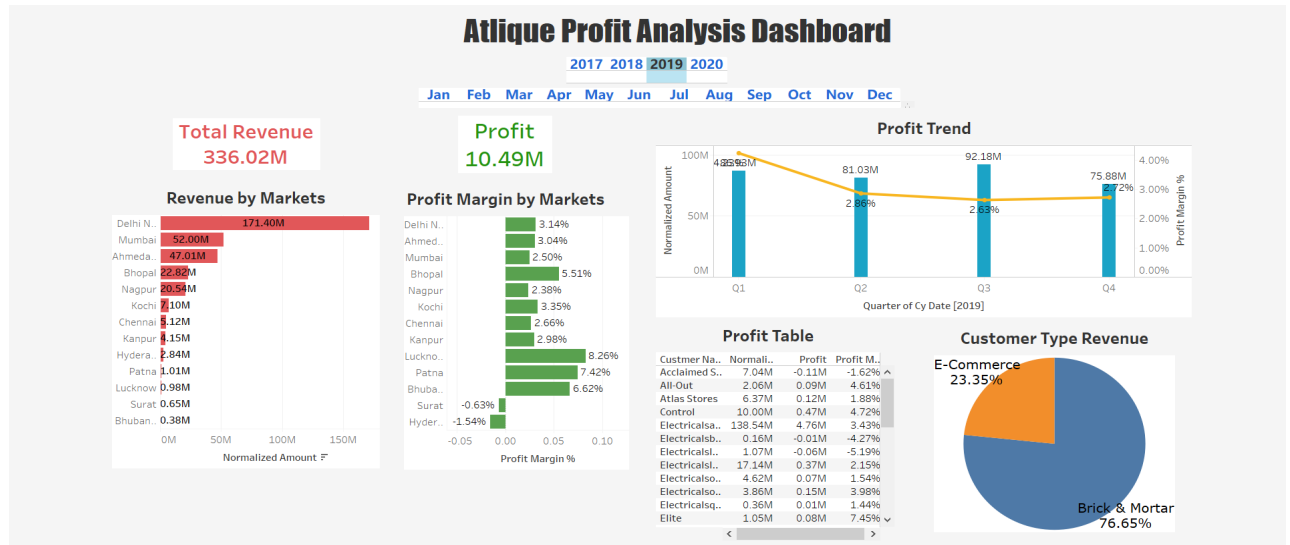 Atlique Profit Analysis Dashboard
2017 2018 2019 2020
Jan Feb Mar Apr May Jun Jul Aug Sep Oct Nov Dec
Total Revenue
336.02M
Profit
10.49M
Revenue by Markets
Delhi N.. 171.40M
Mumbai 52.00M
Ahmeda.. 47.01M
Bhopal 22.82M
Nagpur 20.54M
Kochi 7.10M
Chennai 5.12M
Kanpur 4.15M
Hydera.. 2.84M
Patna 1.01M
Lucknow 0.98M
Surat 0.65M
Bhuban.. 0.38M
0M 50M 100M 150M
Normalized Amount
Profit Margin by Markets
Delhi N.. 3.14%
Ahmed.. 3.04%
Mumbai 2.50%
Bhopal 5.51%
Nagpur 2.38%
Kochi 3.35%
Chennai 2.66%
Kanpur 2.98%
Luckno.. 8.26%
Patna 7.42%
Bhuba.. 6.62%
Surat -0.63%
Hyder.. -1.54%
-0.05 0.00 0.05 0.10
Profit Margin %
Profit Trend
Normalized Amount
100M
50M
0M
81.03M
92.18M
75.88M
2.86%
2.63%
2.72%
4.00%
3.00%
2.00%
1.00%
0.00%
Profit Margin %
Q1 Q2 Q3 Q4
Quarter of Cy Date [2019]
Profit Table
Custmer Na.. Normali.. Profit Profit M..
Acclaimed S.. 7.04M -0.11M -1.62%
All-Out 2.06M 0.09M 4.61%
Atlas Stores 6.37M 0.12M 1.88%
Control 10.00M 0.47M 4.72%
Electricalsa.. 138.54M 4.76M 3.43%
Electricalsb.. 0.16M -0.01M -4.27%
Electricalsl.. 1.07M -0.06M -5.19%
Electricalsl.. 17.14M 0.37M 2.15%
Electricalso.. 4.62M 0.07M 1.54%
Electricalso.. 3.86M 0.15M 3.98%
Electricalsq.. 0.36M 0.01M 1.44%
Elite 1.05M 0.08M 7.45%
Customer Type Revenue
E-Commerce
23.35%
Brick & Mortar
76.65%